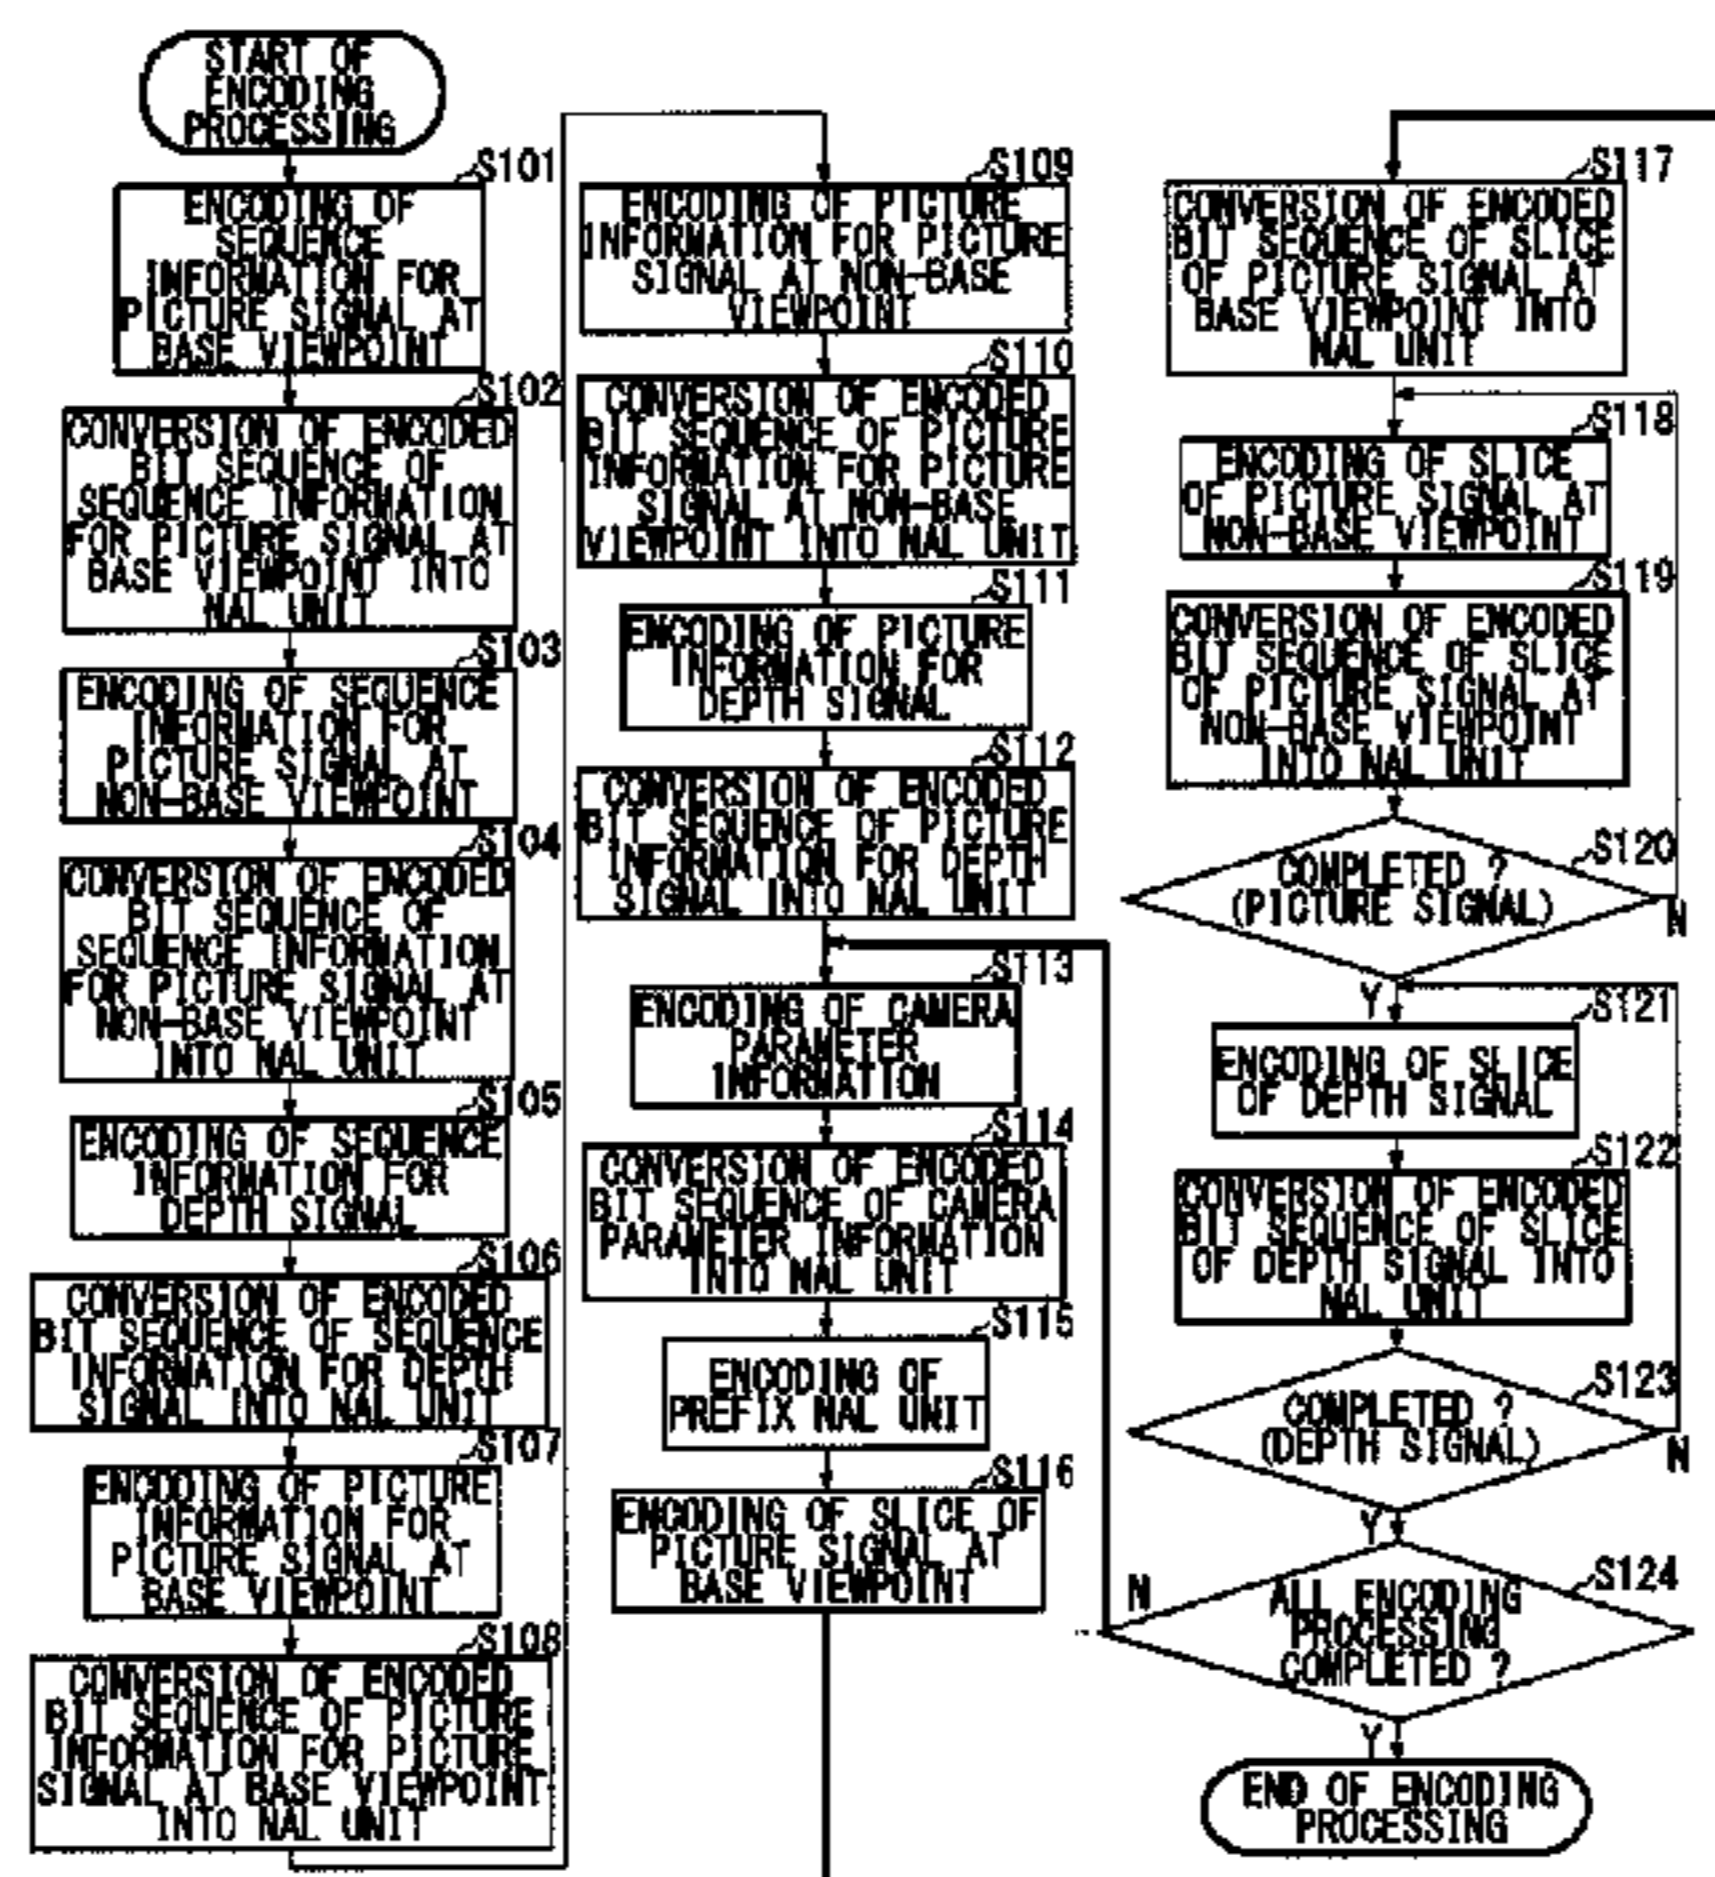 START OF
ENCODING
PROCESSING
S101
ENCODING OF
SEQUENCE
INFORMATION FOR
PICTURE SIGNAL AT
BASE VIEWPOINT
S102
CONVERSION OF ENCODED
BIT SEQUENCE OF
SEQUENCE INFORMATION
FOR PICTURE SIGNAL AT
BASE VIEWPOINT INTO
NAL UNIT
S103
ENCODING OF SEQUENCE
INFORMATION FOR
PICTURE SIGNAL AT
NON-BASE VIEWPOINT
S104
CONVERSION OF ENCODED
BIT SEQUENCE OF
SEQUENCE INFORMATION
FOR PICTURE SIGNAL AT
NON-BASE VIEWPOINT
INTO NAL UNIT
S105
ENCODING OF SEQUENCE
INFORMATION FOR
DEPTH SIGNAL
S106
CONVERSION OF ENCODED
BIT SEQUENCE OF SEQUENCE
INFORMATION FOR DEPTH
SIGNAL INTO NAL UNIT
S107
ENCODING OF PICTURE
INFORMATION FOR
PICTURE SIGNAL AT
BASE VIEWPOINT
S108
CONVERSION OF ENCODED
BIT SEQUENCE OF PICTURE
INFORMATION FOR PICTURE
SIGNAL AT BASE VIEWPOINT
INTO NAL UNIT
S109
ENCODING OF PICTURE
INFORMATION FOR PICTURE
SIGNAL AT NON-BASE
VIEWPOINT
S110
CONVERSION OF ENCODED
BIT SEQUENCE OF PICTURE
INFORMATION FOR PICTURE
SIGNAL AT NON-BASE
VIEWPOINT INTO NAL UNIT
S111
ENCODING OF PICTURE
INFORMATION FOR
DEPTH SIGNAL
S112
CONVERSION OF ENCODED
BIT SEQUENCE OF PICTURE
INFORMATION FOR DEPTH
SIGNAL INTO NAL UNIT
S113
ENCODING OF CAMERA
PARAMETER
INFORMATION
S114
CONVERSION OF ENCODED
BIT SEQUENCE OF CAMERA
PARAMETER INFORMATION
INTO NAL UNIT
S115
ENCODING OF
PREFIX NAL UNIT
S116
ENCODING OF SLICE OF
PICTURE SIGNAL AT
BASE VIEWPOINT
S117
CONVERSION OF ENCODED
BIT SEQUENCE OF SLICE
OF PICTURE SIGNAL AT
BASE VIEWPOINT INTO
NAL UNIT
S118
ENCODING OF SLICE
OF PICTURE SIGNAL AT
NON-BASE VIEWPOINT
S119
CONVERSION OF ENCODED
BIT SEQUENCE OF SLICE
OF PICTURE SIGNAL AT
NON-BASE VIEWPOINT
INTO NAL UNIT
S120
COMPLETED ?
(PICTURE SIGNAL)
N
Y
S121
ENCODING OF SLICE
OF DEPTH SIGNAL
S122
CONVERSION OF ENCODED
BIT SEQUENCE OF SLICE
OF DEPTH SIGNAL INTO
NAL UNIT
S123
COMPLETED ?
(DEPTH SIGNAL)
N
Y
S124
N
ALL ENCODING
PROCESSING
COMPLETED ?
Y
END OF ENCODING
PROCESSING